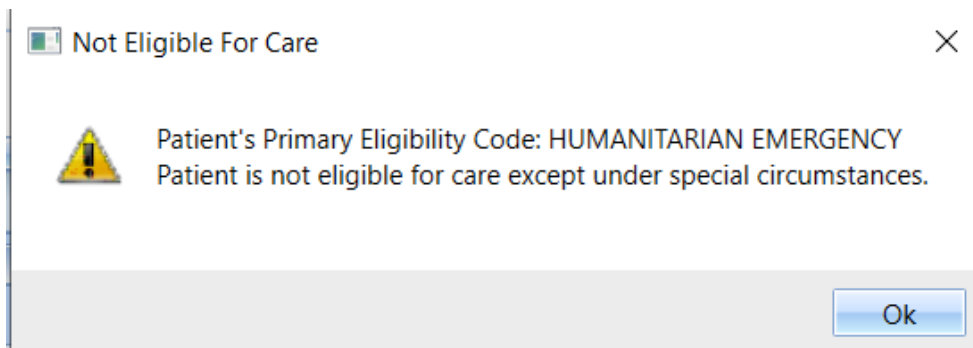 Not Eligible For Care
Patient's Primary Eligibility Code: HUMANITARIAN EMERGENCY
Patient is not eligible for care except under special circumstances.
Ok